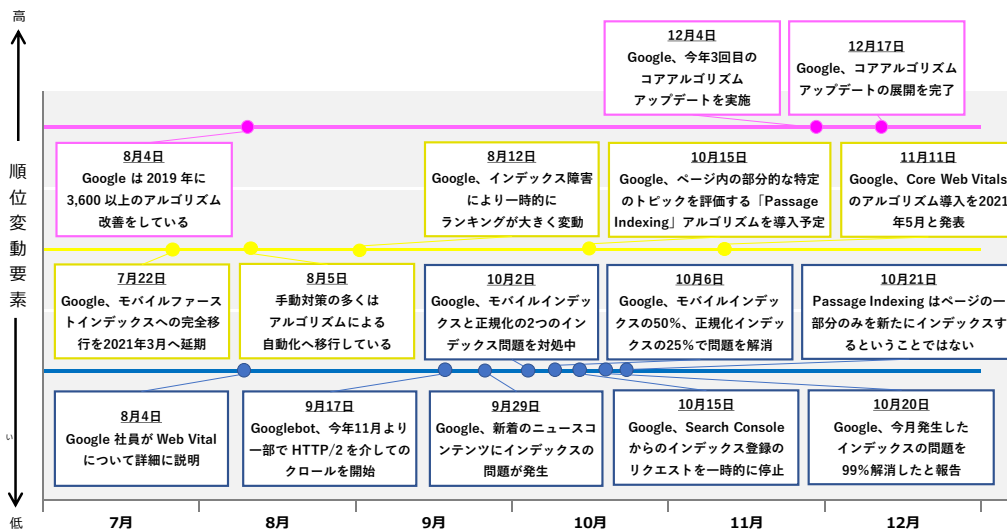 高
12月4日
Google、今年3回目の
コアアルゴリズム
アップデートを実施
12月17日
Google、コアアルゴリズム
アップデートの展開を完了
順位変動要素
8月4日
Google は 2019 年に
3,600 以上のアルゴリズム
改善をしている
8月12日
Google、インデックス障害
により一時的に
ランキングが大きく変動
10月15日
Google、ページ内の部分的な特定
のトピックを評価する「Passage
Indexing」アルゴリズムを導入予定
11月11日
Google、Core Web Vitals
のアルゴリズム導入を2021
年5月と発表
7月22日
Google、モバイルファース
トインデックスへの完全移
行を2021年3月へ延期
8月5日
手動対策の多くは
アルゴリズムによる
自動化へ移行している
10月2日
Google、モバイルインデッ
クスと正規化の2つのイン
デックス問題を対処中
10月6日
Google、モバイルインデッ
クスの50%、正規化インデッ
クスの25%で問題を解消
10月21日
Passage Indexing はページの一
部分のみを新たにインデックスす
るということではない
8月4日
Google 社員が Web Vital
について詳細に説明
9月17日
Googlebot、今年11月より
一部で HTTP/2 を介しての
クロールを開始
9月29日
Google、新着のニュースコ
ンテンツにインデックスの
問題が発生
10月15日
Google、Search Console
からのインデックス登録の
リクエストを一時的に停止
10月20日
Google、今月発生した
インデックスの問題を
99%解消したと報告
い
低
7月
8月
9月
10月
11月
12月